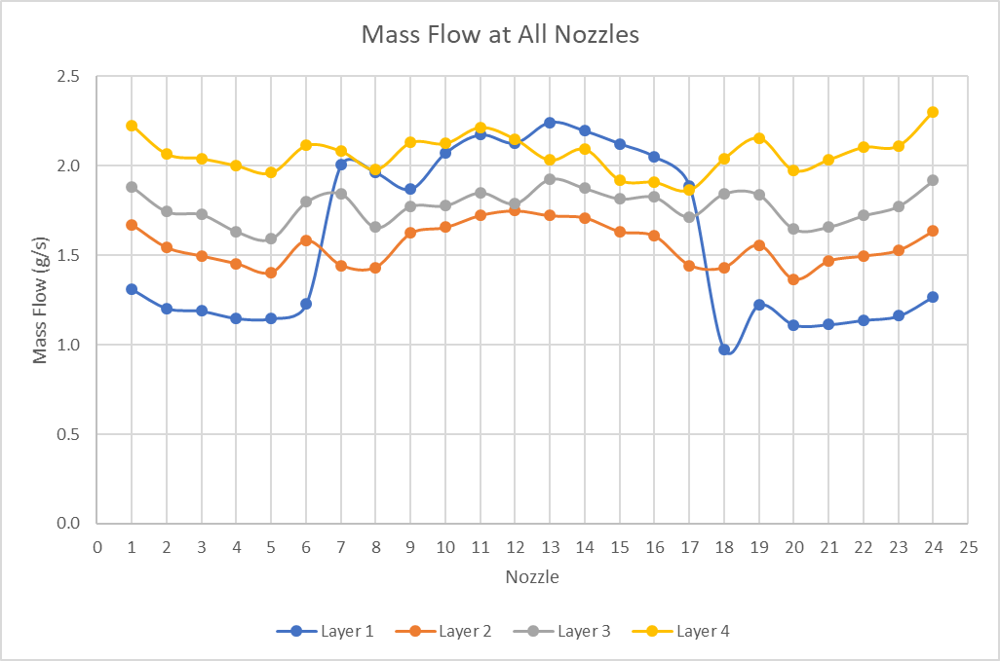 Mass Flow at All Nozzles
2.5
2.0
1.5
1.0
0.5
0.0
Mass Flow (g/s)
0 1 2 3 4 5 6 7 8 9 10 11 12 13 14 15 16 17 18 19 20 21 22 23 24 25
Nozzle
Layer 1 Layer 2 Layer 3 Layer 4